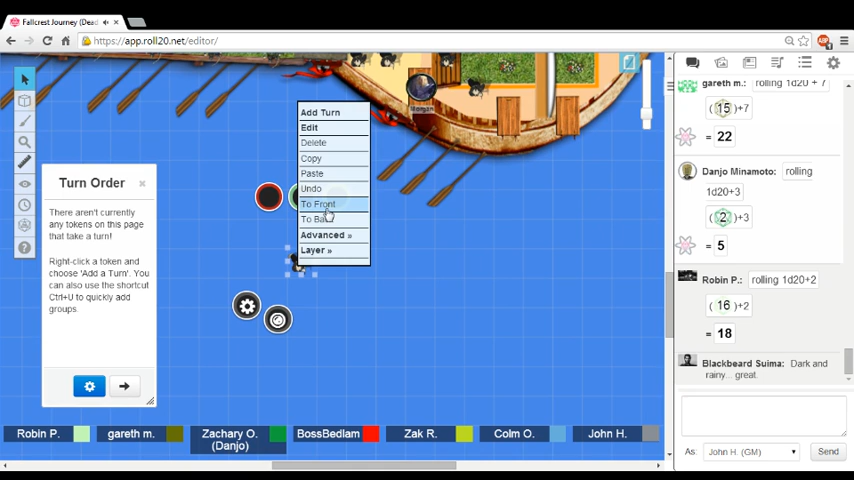 Fallcrest Journey (Dead
https://app.roll20.net/editor/
ABP
Morgan
Add Turn
Edit
Delete
Copy
Paste
Undo
To Front
To Back
Advanced »
Layer »
Turn Order
There aren't currently
any tokens on this page
that take a turn!
Right-click a token and
choose 'Add a Turn'. You
can also use the shortcut
Ctrl+U to quickly add
groups.
gareth m.: rolling 1d20 + 7
(15)+7
= 22
Danjo Minamoto: rolling
1d20+3
(2)+3
= 5
Robin P.: rolling 1d20+2
(16)+2
= 18
Blackbeard Suima: Dark and
rainy... great.
Robin P.
gareth m.
Zachary O.
(Danjo)
BossBedlam
Zak R.
Colm O.
John H.
As: John H. (GM)
Send